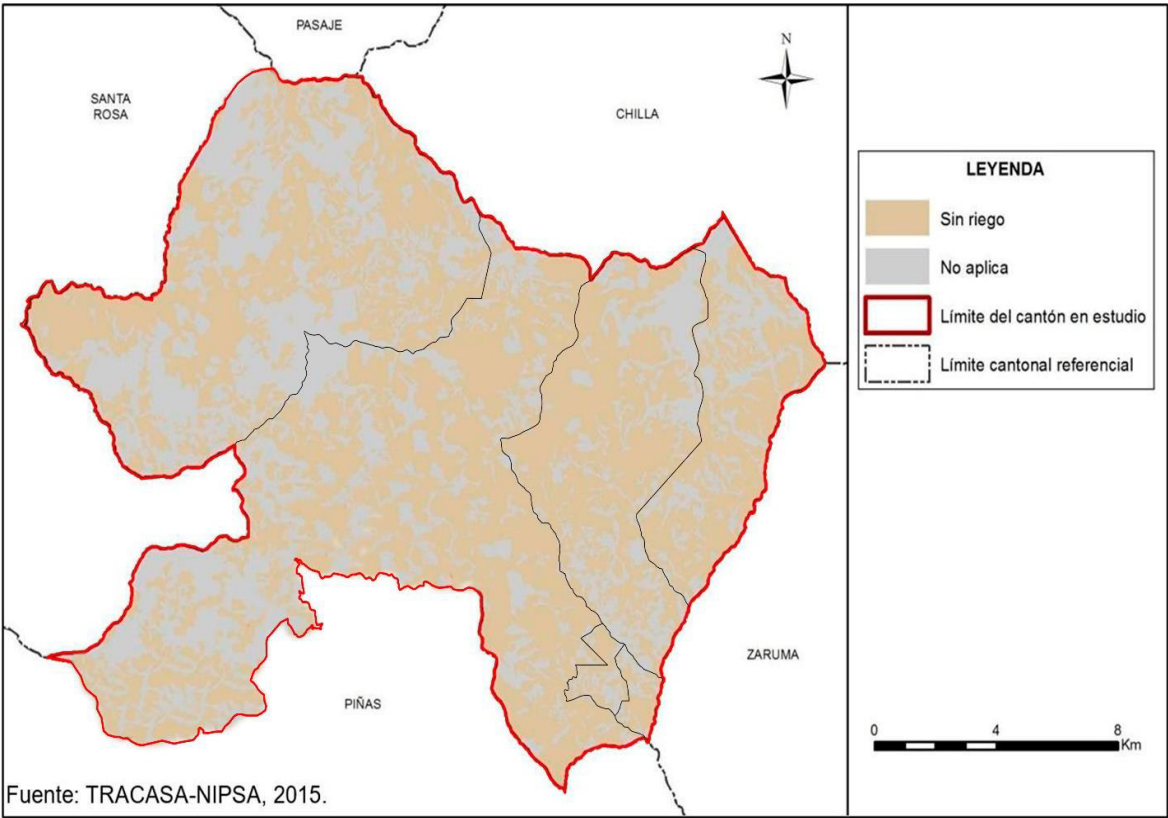 PASAJE
N
SANTA
ROSA
CHILLA
LEYENDA
Sin riego
No aplica
Límite del cantón en estudio
Límite cantonal referencial
ZARUMA
PIÑAS
0 4 8
Km
Fuente: TRACASA-NIPSA, 2015.